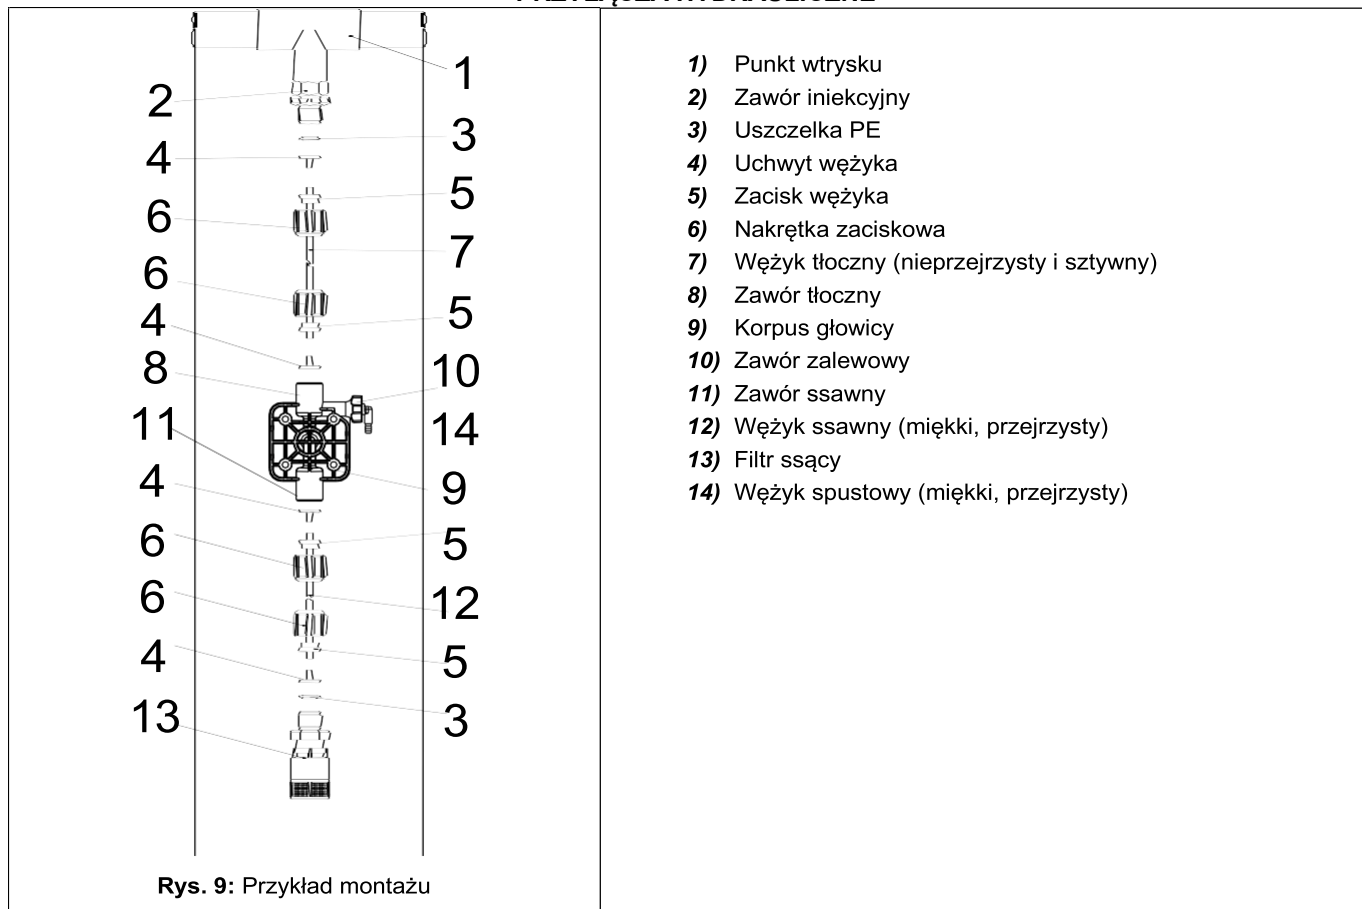 1
2
3
4
5
6
7
6
5
4
8
10
11
14
4
9
6
5
6
12
4
5
13
3
Rys. 9: Przykład montażu
1) Punkt wtrysku
2) Zawór iniekcyjny
3) Uszczelka PE
4) Uchwyt wężyka
5) Zacisk wężyka
6) Nakrętka zaciskowa
7) Wężyk tłoczny (nieprzejrzysty i sztywny)
8) Zawór tłoczny
9) Korpus głowicy
10) Zawór zalewowy
11) Zawór ssawny
12) Wężyk ssawny (miękki, przejrzysty)
13) Filtr ssący
14) Wężyk spustowy (miękki, przejrzysty)